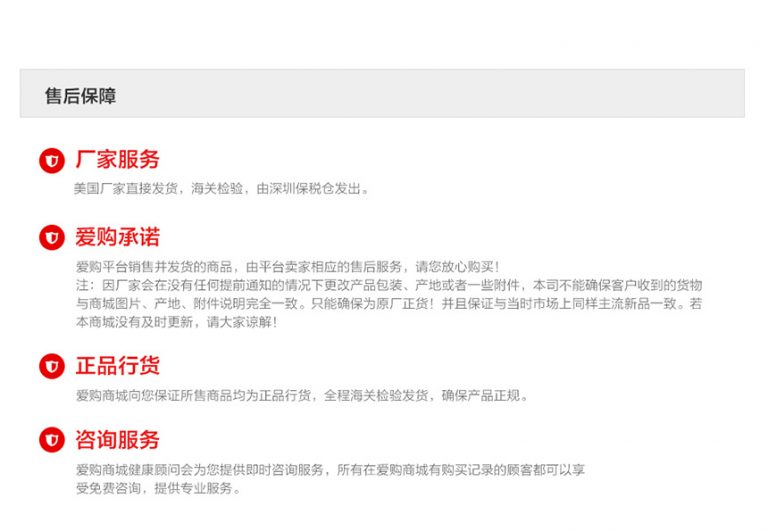 售后保障
厂家服务
美国厂家直接发货，海关检验，由深圳保税仓发出。
爱购承诺
爱购平台销售并发货的商品，由平台卖家相应的售后服务，请您放心购买！
注：因厂家会在没有任何提前通知的情况下更改产品包装、产地或者一些附件，本司不能确保客户收到的货物
与商城图片、产地、附件说明完全一致。只能确保为原厂正货！并且保证与当时市场上同样主流新品一致。若
本商城没有及时更新，请大家谅解！
正品行货
爱购商城向您保证所售商品均为正品行货，全程海关检验发货，确保产品正规。
咨询服务
爱购商城健康顾问会为您提供即时咨询服务，所有在爱购商城有购买记录的顾客都可以享
受免费咨询，提供专业服务。